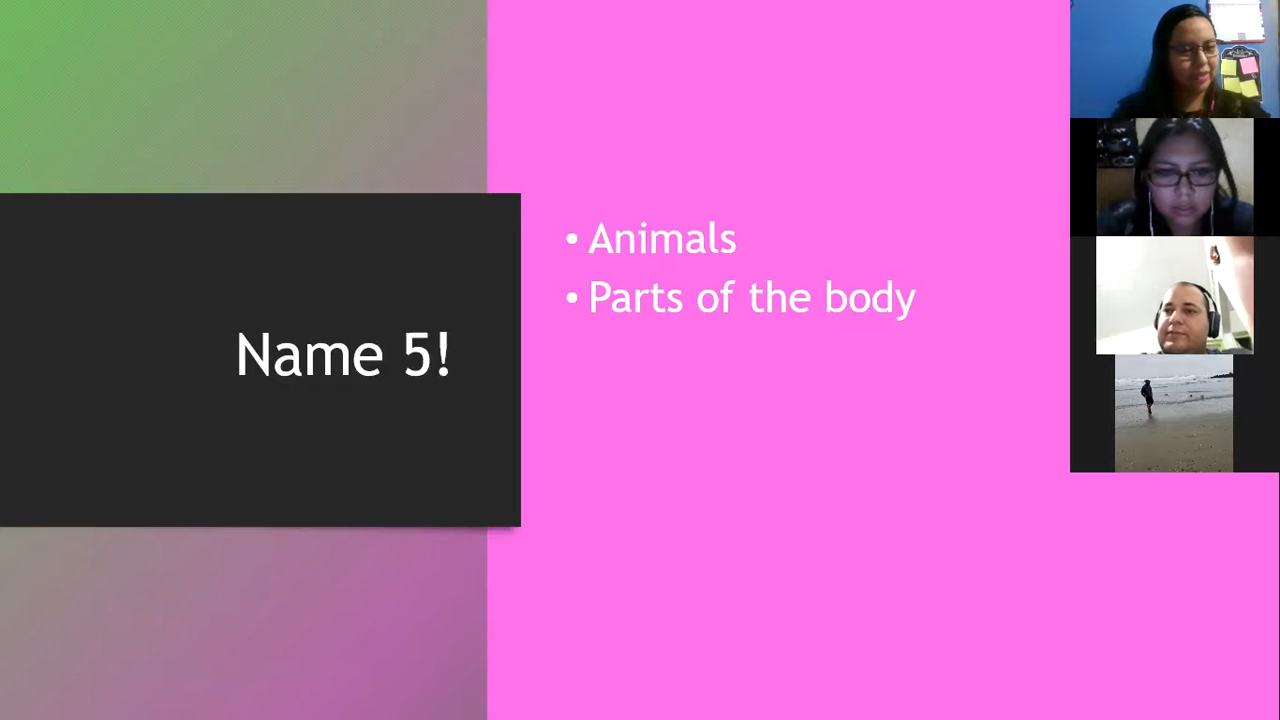 Name 5!
• Animals
• Parts of the body